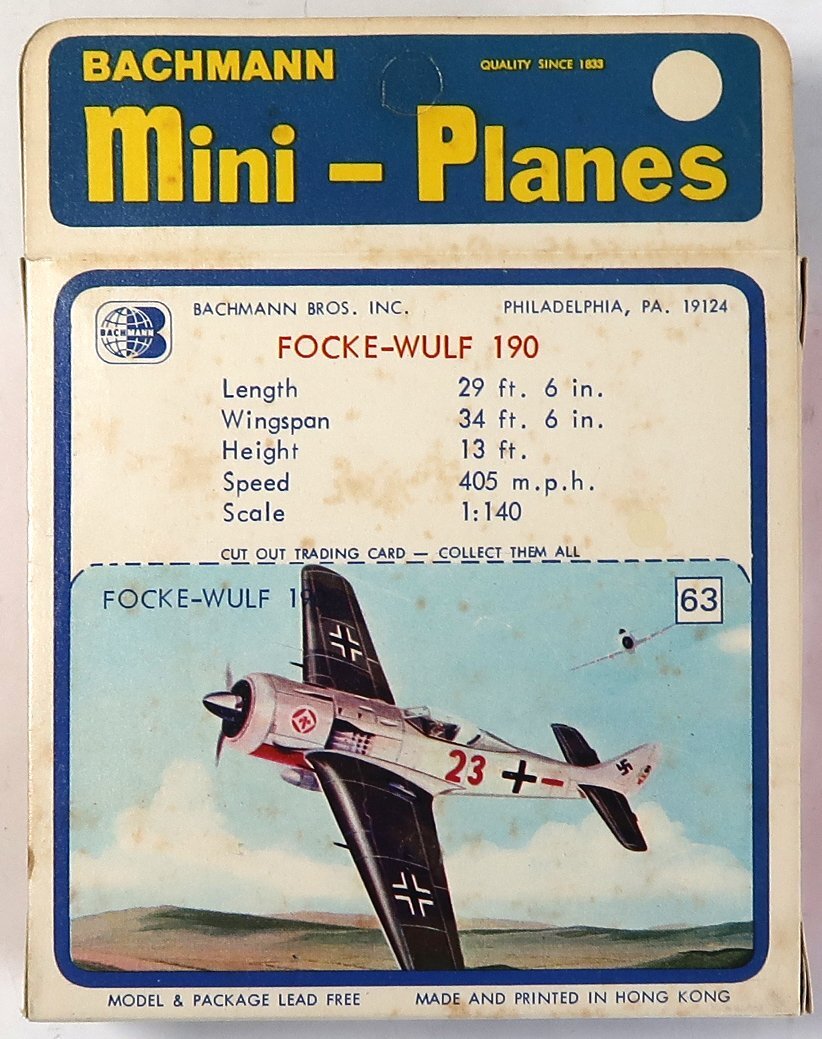 BACHMANN
QUALITY SINCE 1833
Mini - Planes
BACHMANN
BACHMANN BROS. INC. PHILADELPHIA, PA. 19124
FOCKE-WULF 190
Length 29 ft. 6 in.
Wingspan 34 ft. 6 in.
Height 13 ft.
Speed 405 m.p.h.
Scale 1:140
CUT OUT TRADING CARD — COLLECT THEM ALL
FOCKE-WULF 19
63
23
MODEL & PACKAGE LEAD FREE MADE AND PRINTED IN HONG KONG